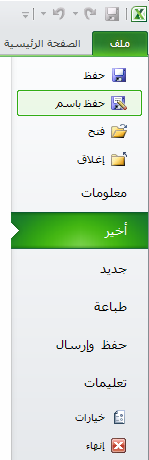 ملف
الصفحة الرئيسية
حفظ
حفظ باسم
فتح
إغلاق
معلومات
أخير
جديد
طباعة
حفظ وإرسال
تعليمات
خيارات
إنهاء